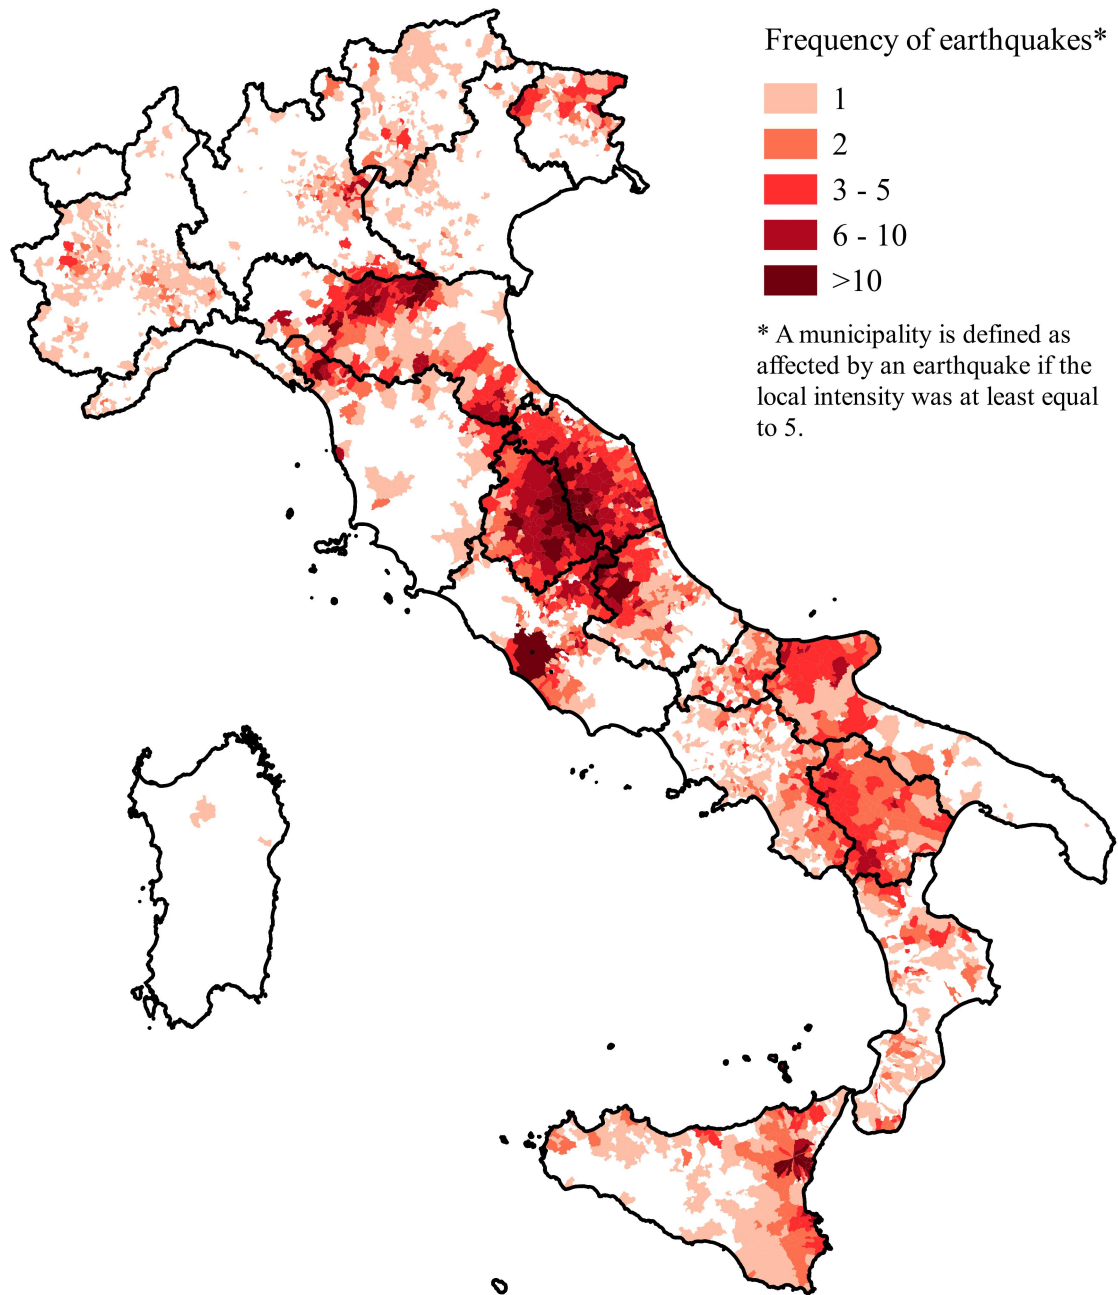 Frequency of earthquakes*
1
2
3 - 5
6 - 10
>10
* A municipality is defined as
affected by an earthquake if the
local intensity was at least equal
to 5.